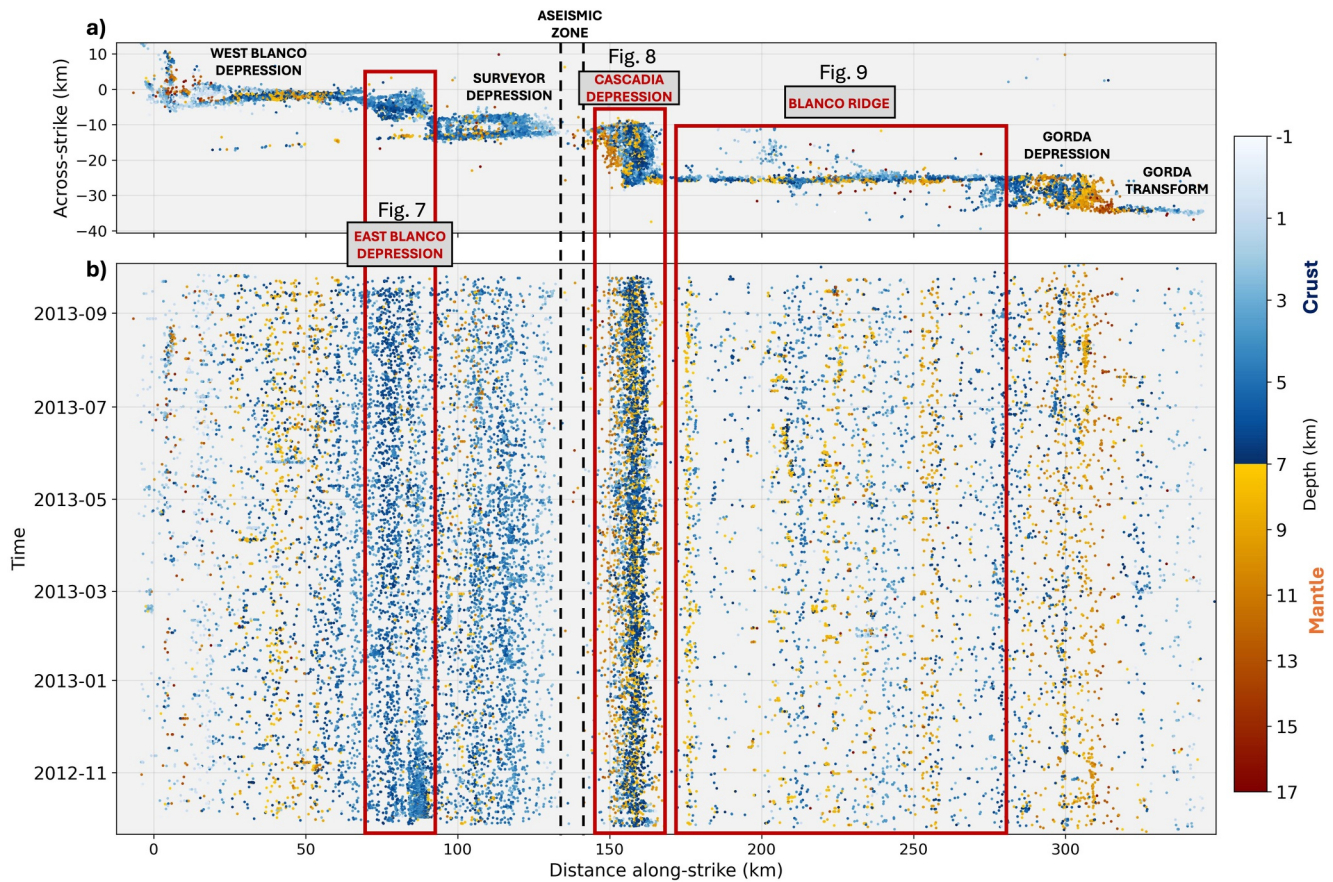 ASEISMIC
ZONE
a)
WEST BLANCO
DEPRESSION
SURVEYOR
DEPRESSION
Fig. 8
CASCADIA
DEPRESSION
Fig. 9
BLANCO RIDGE
GORDA
DEPRESSION
GORDA
TRANSFORM
Across-strike (km)
10
0
−10
−20
−30
−40
Fig. 7
EAST BLANCO
DEPRESSION
b)
Time
2013-09
2013-07
2013-05
2013-03
2013-01
2012-11
0
50
100
150
200
250
300
Distance along-strike (km)
-1
1
3
5
7
9
11
13
15
17
Crust
Depth (km)
Mantle